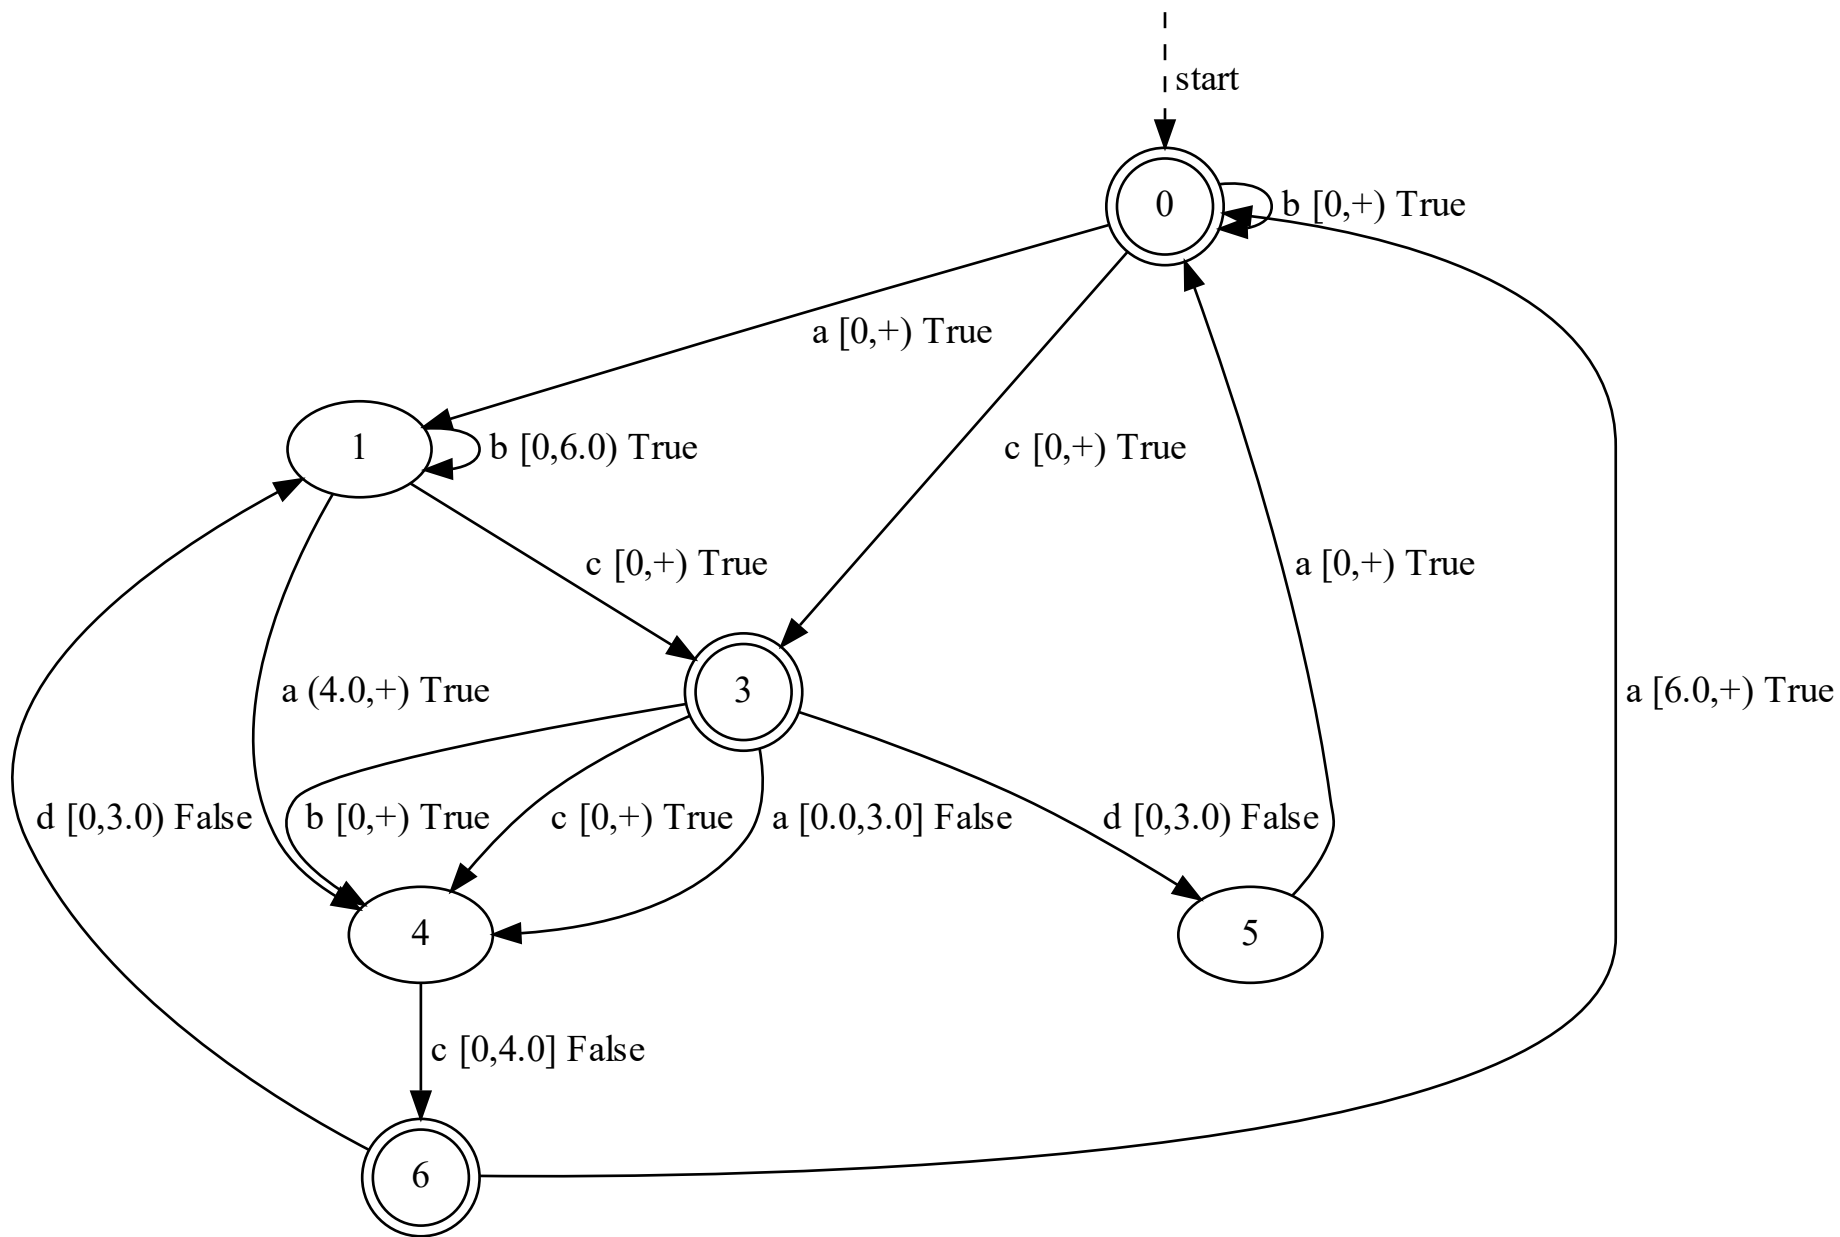 start
0
b [0,+) True
a [0,+) True
1
b [0,6.0) True
c [0,+) True
c [0,+) True
a [0,+) True
a (4.0,+) True
3
a [6.0,+) True
d [0,3.0) False
b [0,+) True
c [0,+) True
a [0.0,3.0] False
d [0,3.0) False
4
5
c [0,4.0] False
6